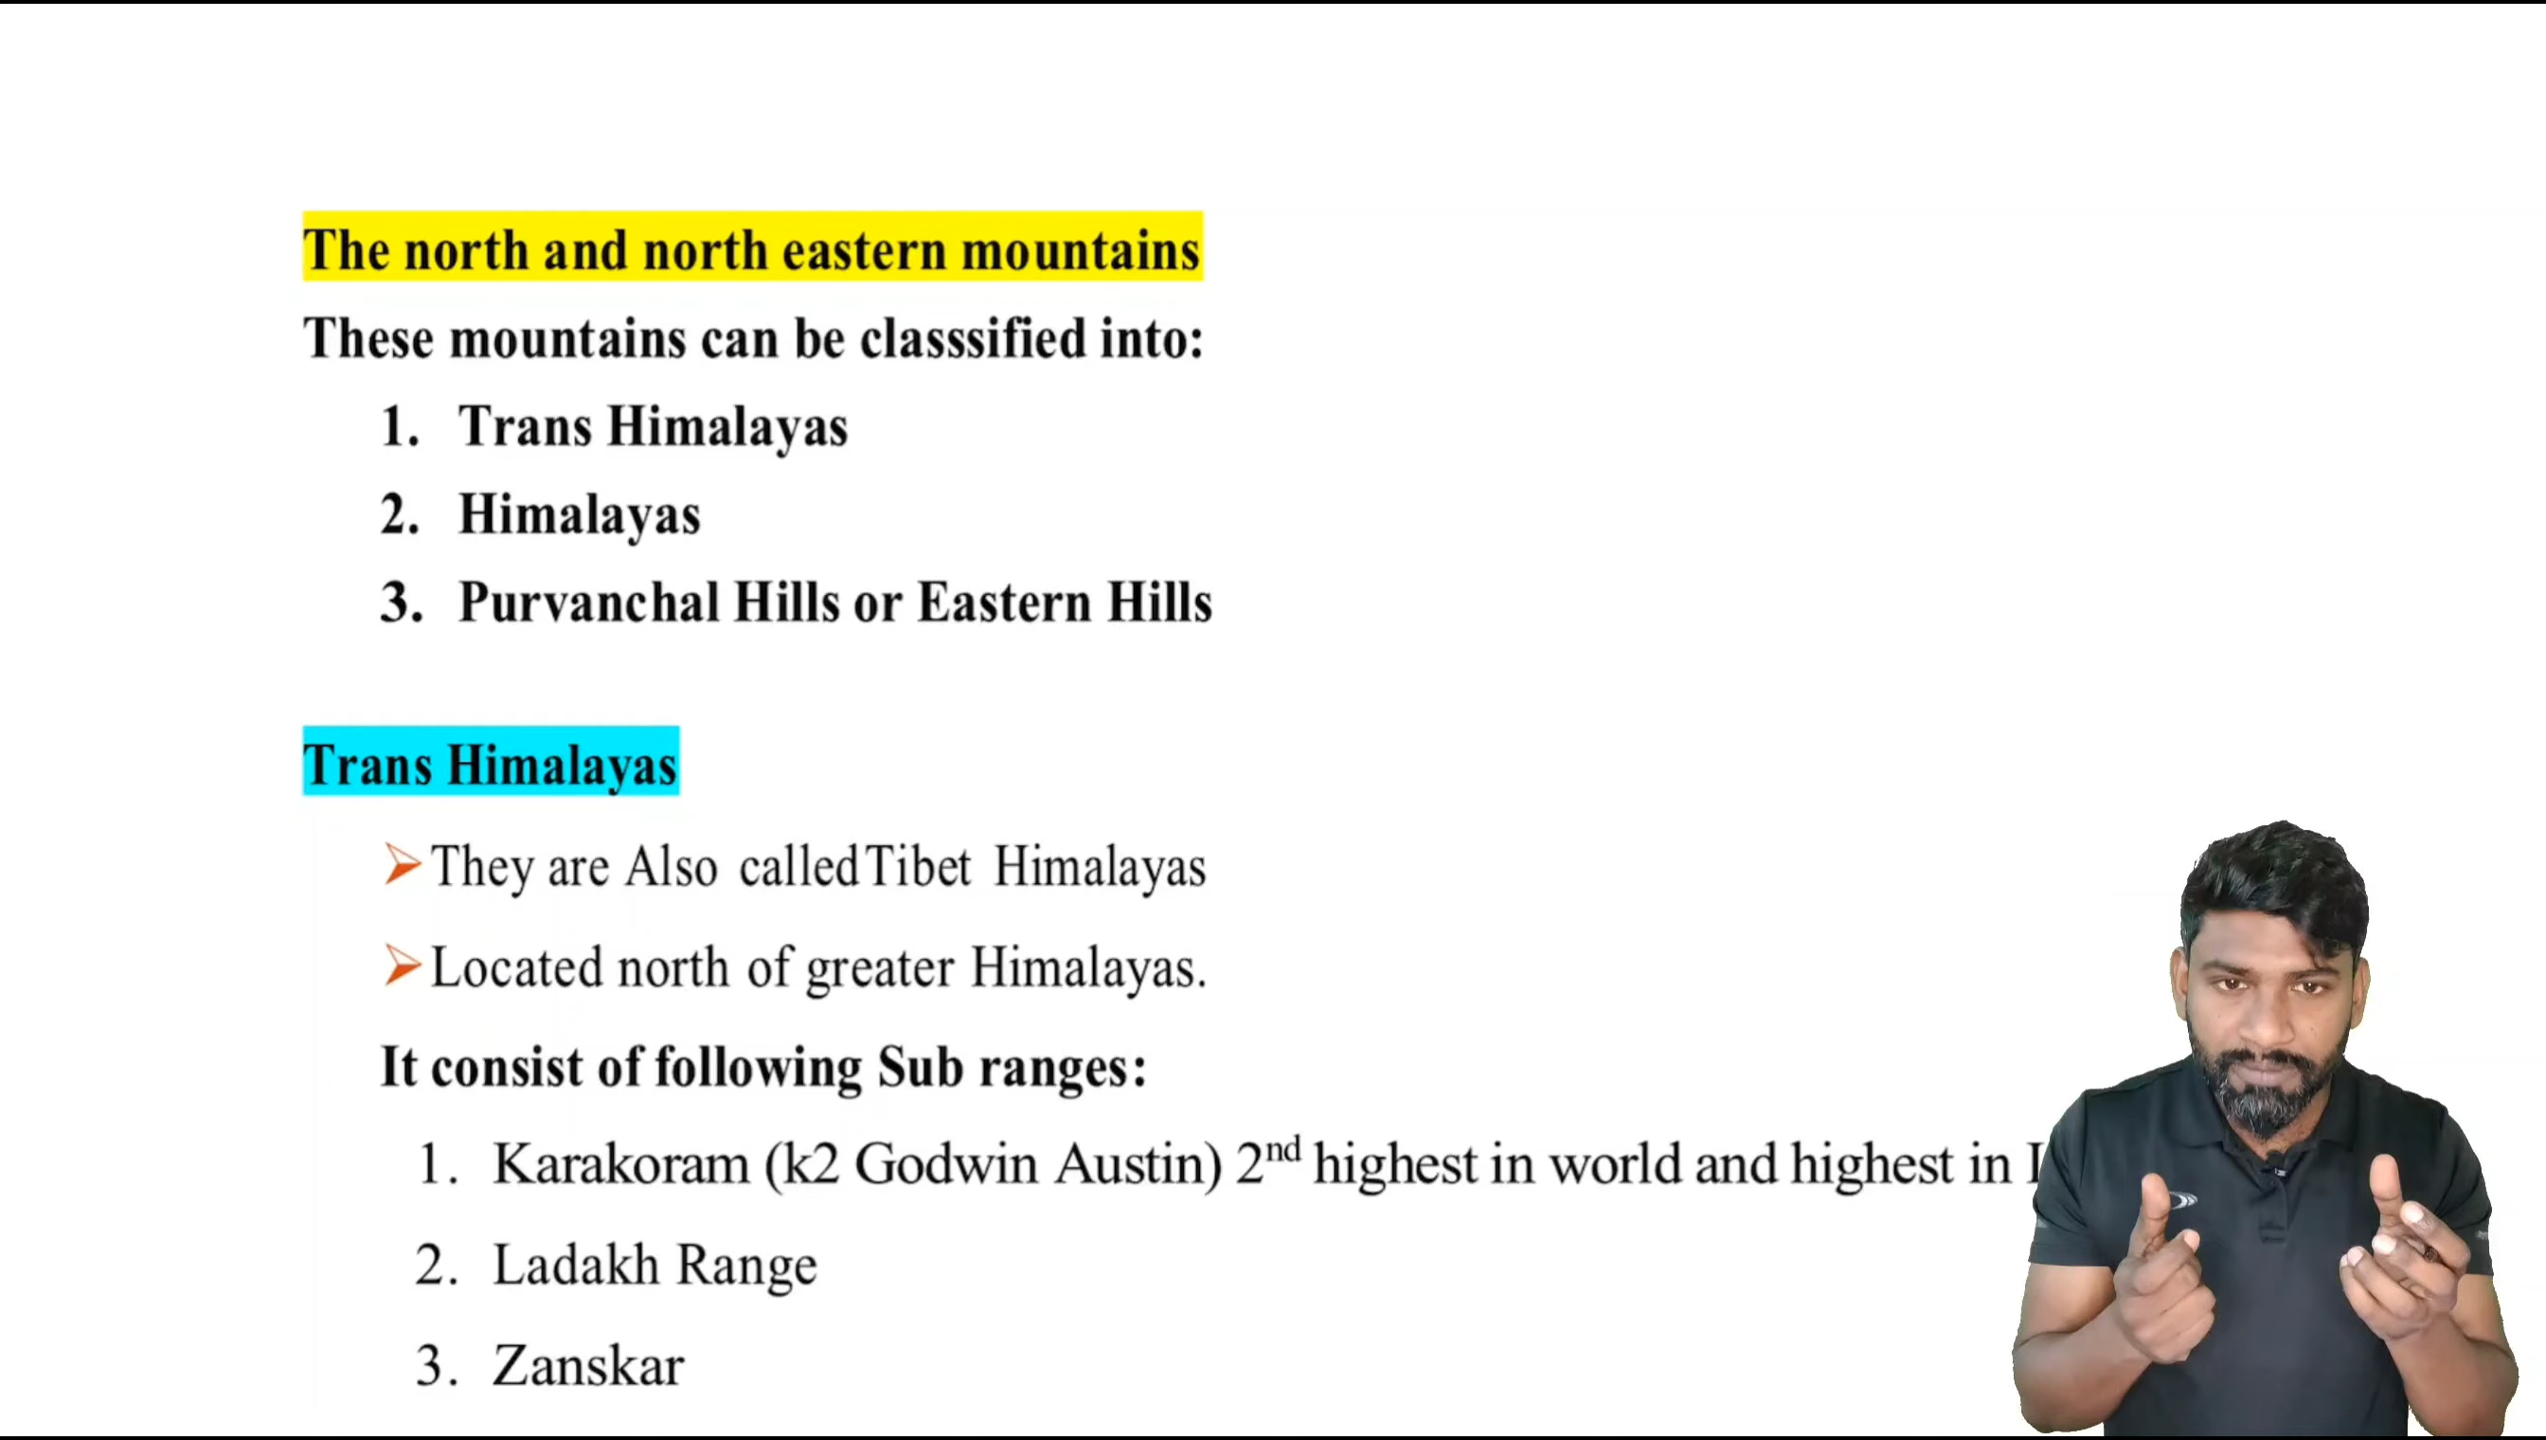 The north and north eastern mountains
These mountains can be classsified into:
1. Trans Himalayas
2. Himalayas
3. Purvanchal Hills or Eastern Hills
Trans Himalayas
➢They are Also called Tibet Himalayas
➢Located north of greater Himalayas.
It consist of following Sub ranges:
1. Karakoram (k2 Godwin Austin) 2nd highest in world and highest in
2. Ladakh Range
3. Zanskar